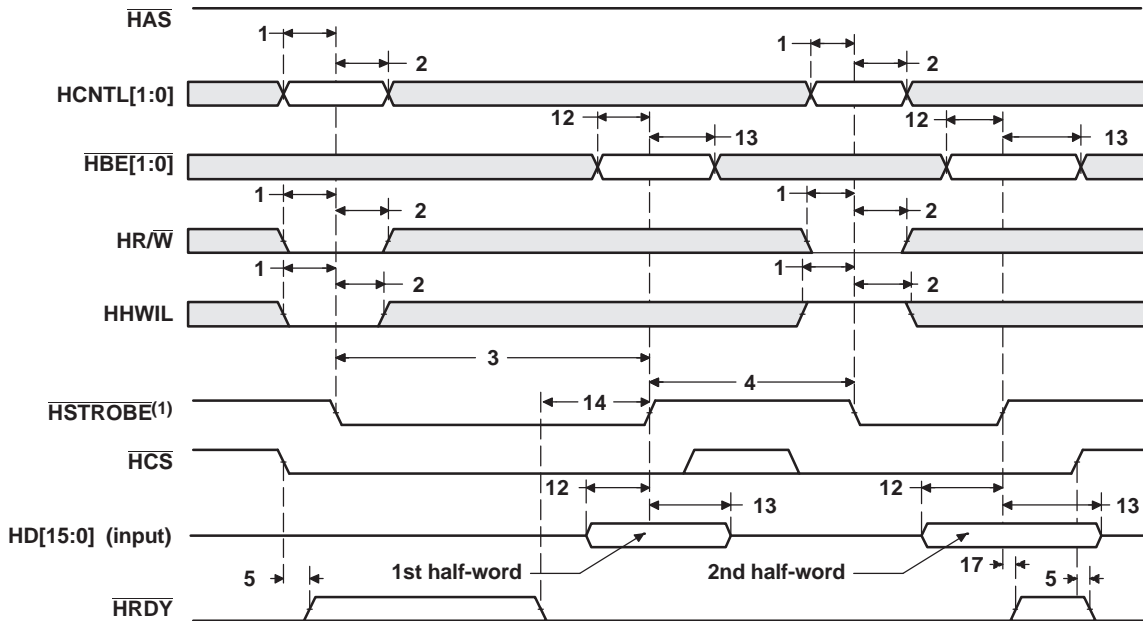 HAS
1
1
2
2
HCNTL[1:0]
12
12
13
13
HBE[1:0]
1
1
2
2
HR/W
1
1
2
2
HHWIL
3
4
14
HSTROBE(1)
HCS
12
12
13
13
HD[15:0] (input)
1st half-word
2nd half-word
5
17
5
HRDY